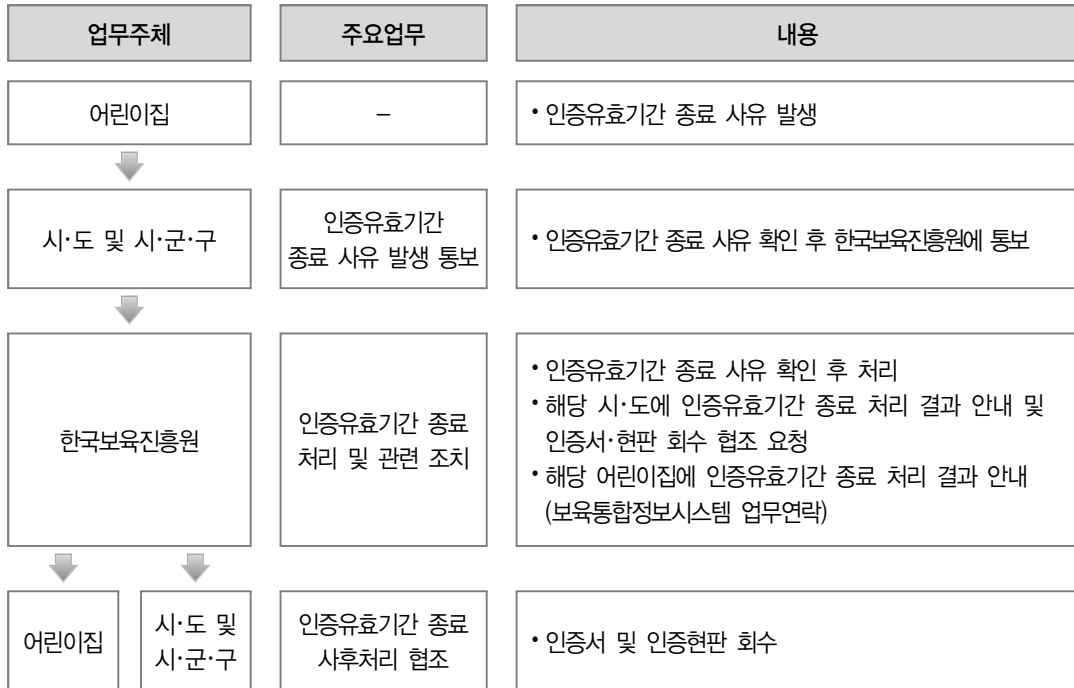 업무주체
주요업무
내용
어린이집
–
• 인증유효기간 종료 사유 발생
시·도 및 시·군·구
인증유효기간
종료 사유 발생 통보
• 인증유효기간 종료 사유 확인 후 한국보육진흥원에 통보
한국보육진흥원
인증유효기간 종료
처리 및 관련 조치
• 인증유효기간 종료 사유 확인 후 처리
• 해당 시·도에 인증유효기간 종료 처리 결과 안내 및
인증서·현판 회수 협조 요청
• 해당 어린이집에 인증유효기간 종료 처리 결과 안내
(보육통합정보시스템 업무연락)
어린이집
시·도 및
시·군·구
인증유효기간 종료
사후처리 협조
• 인증서 및 인증현판 회수